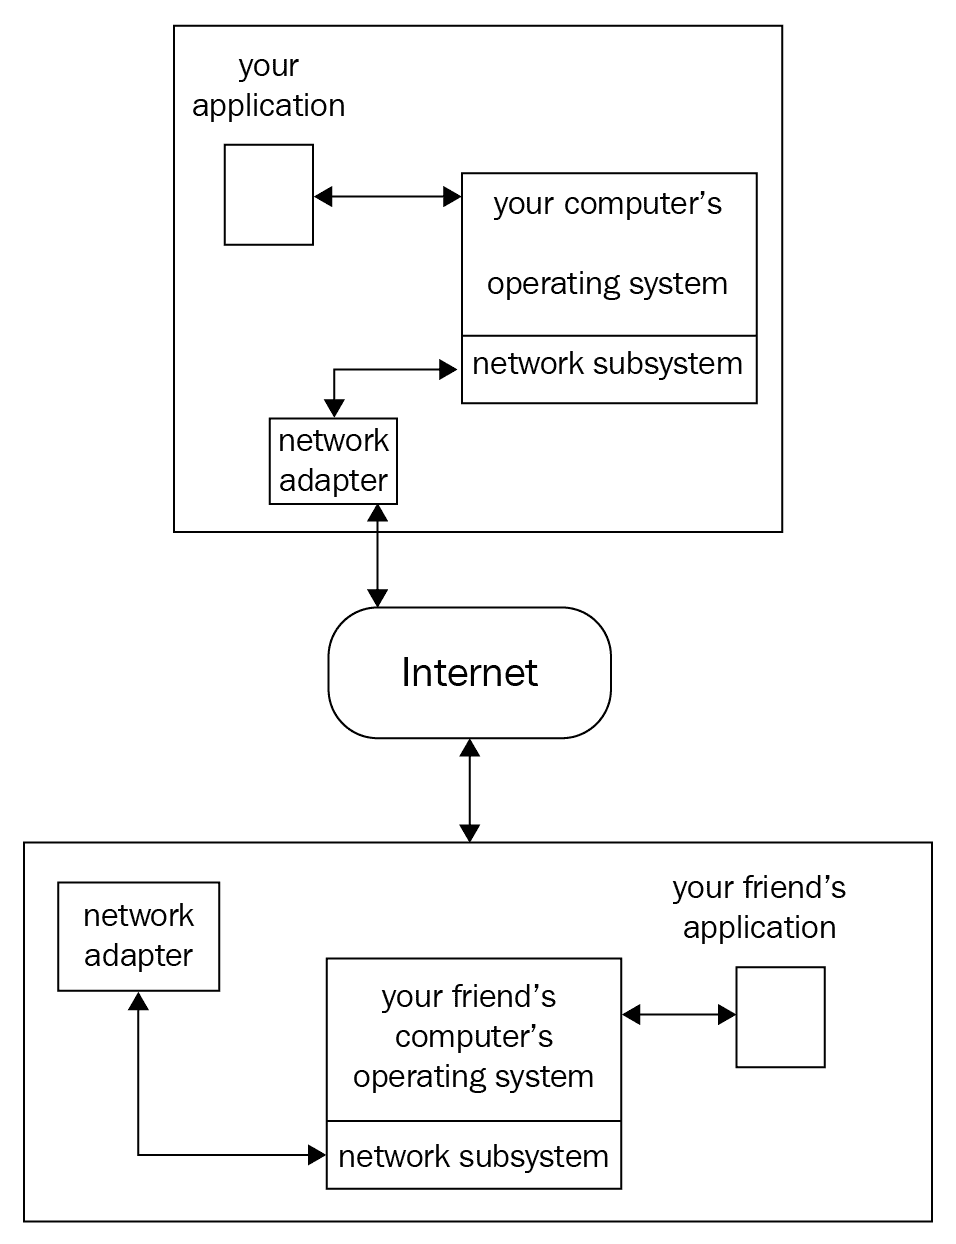 your
application
your computer’s
operating system
network subsystem
network
adapter
Internet
network
adapter
your friend’s
application
your friend’s
computer’s
operating system
network subsystem